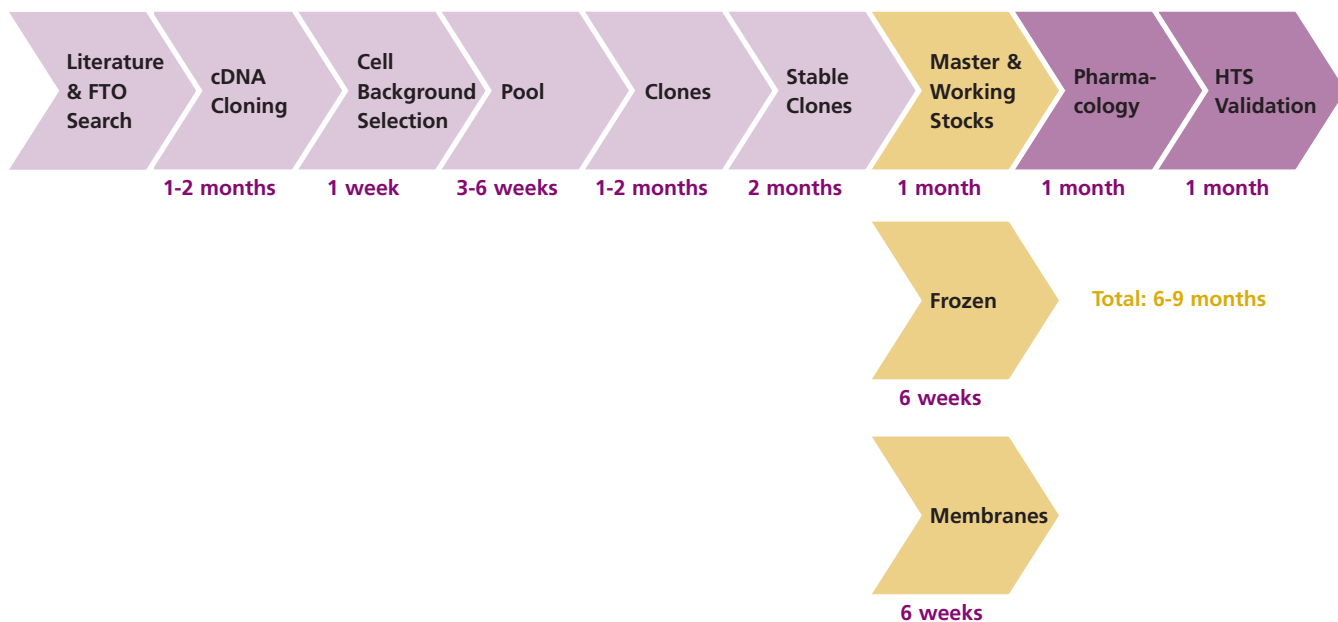 Literature
& FTO
Search
cDNA
Cloning
Cell
Background
Selection
Pool
Clones
Stable
Clones
Master &
Working
Stocks
Pharma-
cology
HTS
Validation
1-2 months
1 week
3-6 weeks
1-2 months
2 months
1 month
1 month
1 month
Frozen
Total: 6-9 months
6 weeks
Membranes
6 weeks